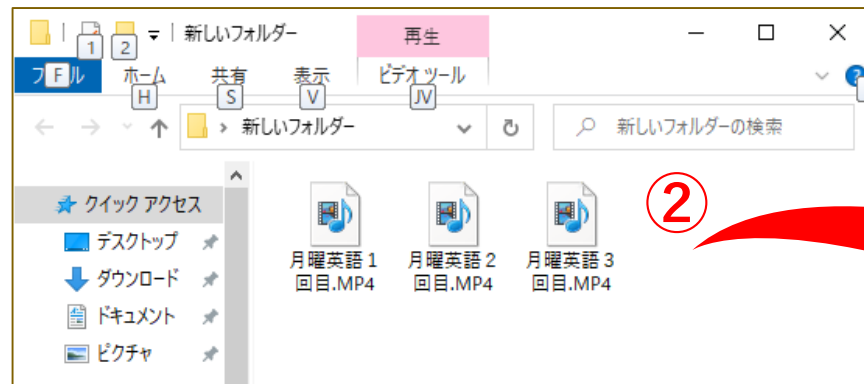 新しいフォルダー
再生
1
2
ファイル
ホーム
共有
表示
ビデオ ツール
F
H
S
V
JV
新しいフォルダー
新しいフォルダーの検索
クイック アクセス
デスクトップ
ダウンロード
ドキュメント
ピクチャ
月曜英語1
回目.MP4
月曜英語2
回目.MP4
月曜英語3
回目.MP4
②